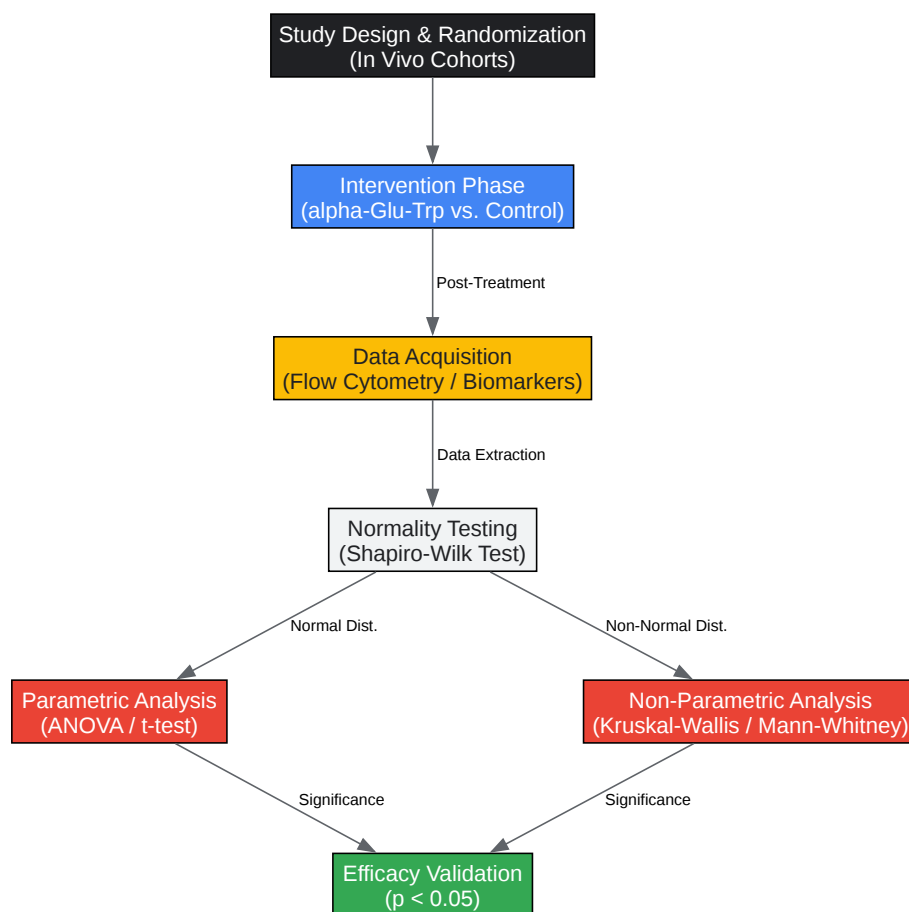 Study Design & Randomization
(In Vivo Cohorts)
Intervention Phase
(alpha-Glu-Trp vs. Control)
Post-Treatment
Data Acquisition
(Flow Cytometry / Biomarkers)
Data Extraction
Normality Testing
(Shapiro-Wilk Test)
Normal Dist.
Non-Normal Dist.
Parametric Analysis
(ANOVA / t-test)
Non-Parametric Analysis
(Kruskal-Wallis / Mann-Whitney)
Significance
Significance
Efficacy Validation
(p < 0.05)